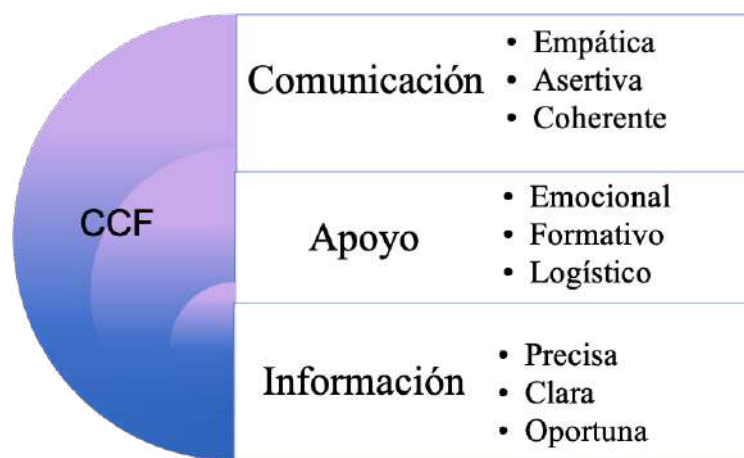 CCF
Comunicación
• Empática
• Asertiva
• Coherente
Apoyo
• Emocional
• Formativo
• Logístico
Información
• Precisa
• Clara
• Oportuna